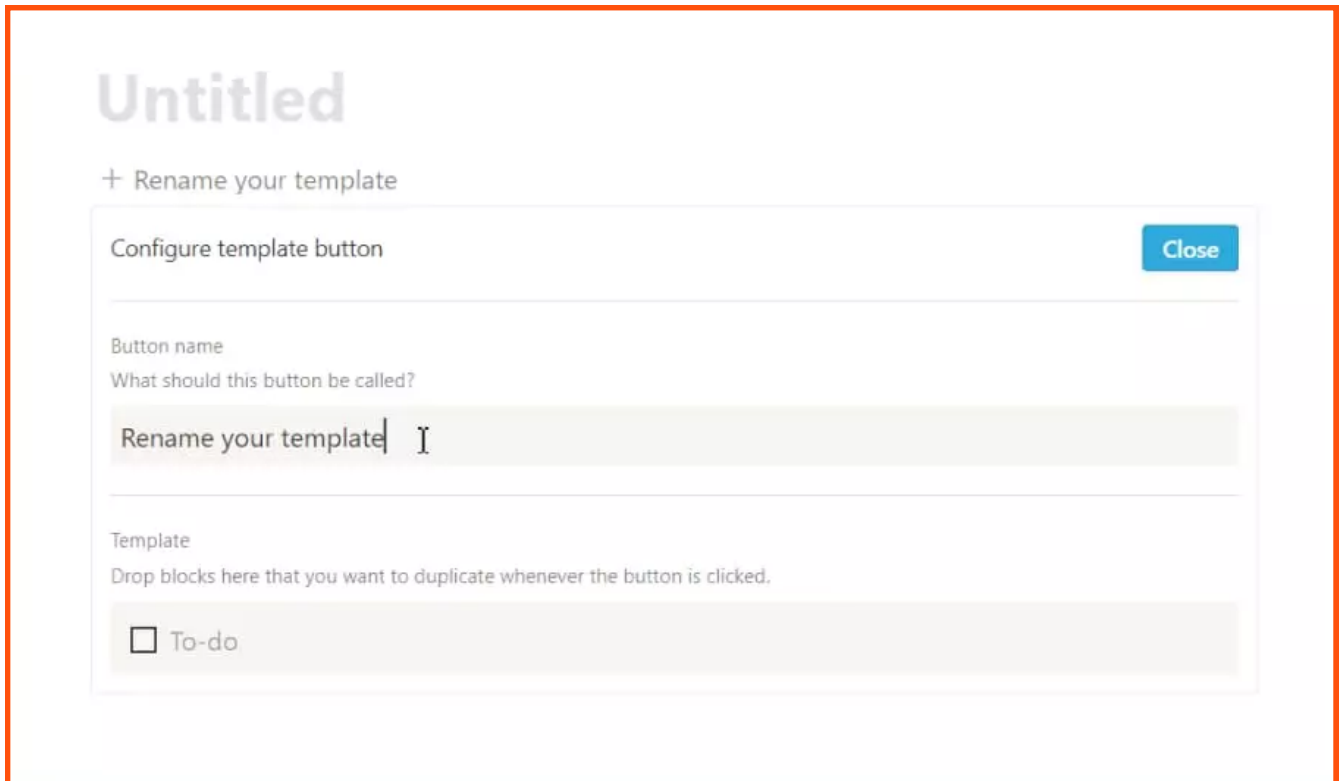 Untitled
+ Rename your template
Configure template button
Close
Button name
What should this button be called?
Rename your template
Template
Drop blocks here that you want to duplicate whenever the button is clicked.
To-do